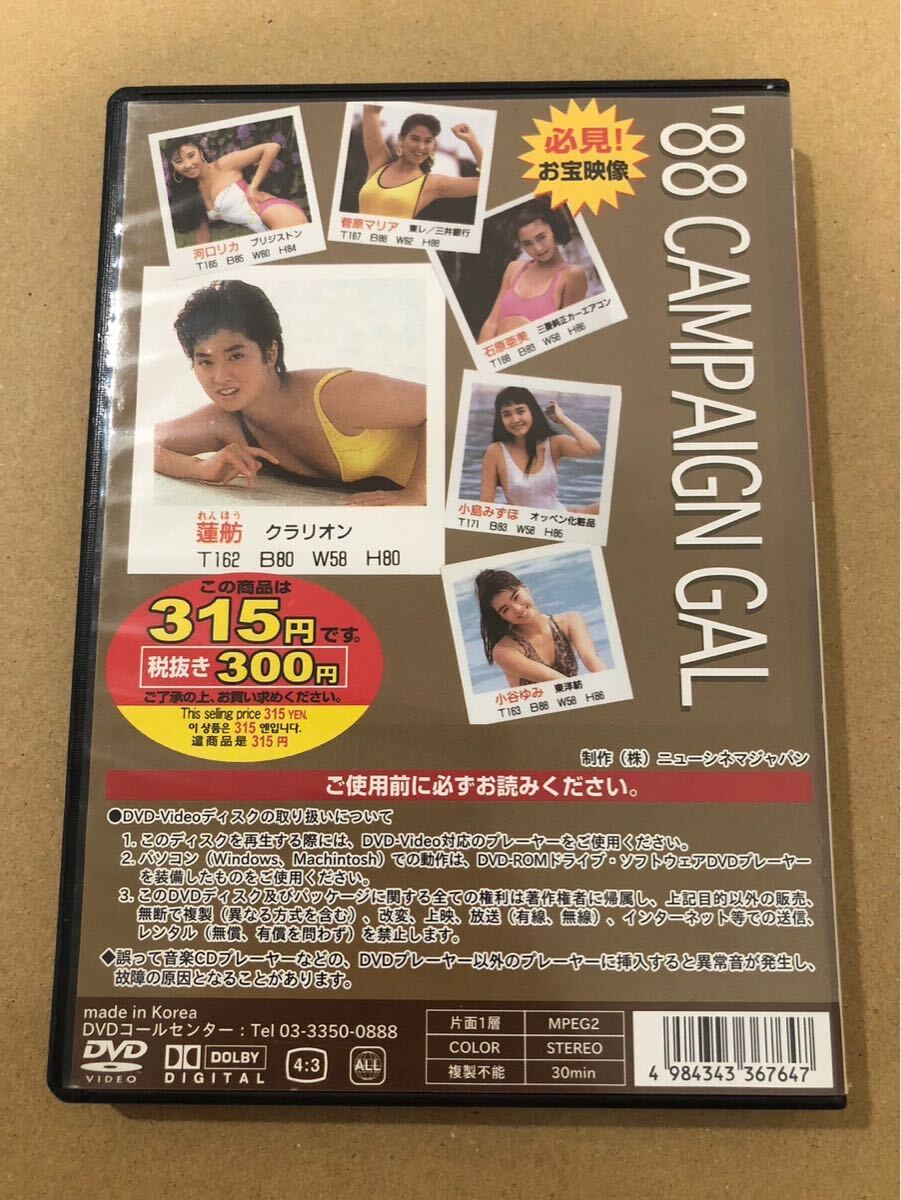 '88 CAMPAIGN GAL
必見!
お宝映像
河口リカ ブリジストン
T165 B85 W60 H84
菅原マリア 東レ/三井銀行
T167 B88 W62 H88
石原亜美 三菱純正カーエアコン
T168 B83 W58 H86
れんほう
蓮舫 クラリオン
T162 B80 W58 H80
小島みずほ オッペン化粧品
T171 B83 W58 H85
小谷ゆみ 東洋紡
T163 B88 W58 H86
この商品は
315円です。
税抜き 300円
ご了承の上、お買い求めください。
This selling price 315 YEN.
이 상품은 315 엔입니다.
這商品是 315 円
制作(株)ニューシネマジャパン
ご使用前に必ずお読みください。
●DVD-Videoディスクの取り扱いについて
1. このディスクを再生する際には、DVD-Video対応のプレーヤーをご使用ください。
2. パソコン(Windows、Machintosh)での動作は、DVD-ROMドライブ・ソフトウェアDVDプレーヤー
を装備したものをご使用ください。
3. このDVDディスク及びパッケージに関する全ての権利は著作権者に帰属し、上記目的以外の販売、
無断で複製(異なる方式を含む)、改変、上映、放送(有線、無線)、インターネット等での送信、
レンタル(無償、有償を問わず)を禁止します。
◆誤って音楽CDプレーヤーなどの、DVDプレーヤー以外のプレーヤーに挿入すると異常音が発生し、
故障の原因となることがあります。
made in Korea
DVDコールセンター:Tel 03-3350-0888
DVD VIDEO
DOLBY DIGITAL
4:3
ALL
片面1層 MPEG2
COLOR STEREO
複製不能 30min
4 984343 367647